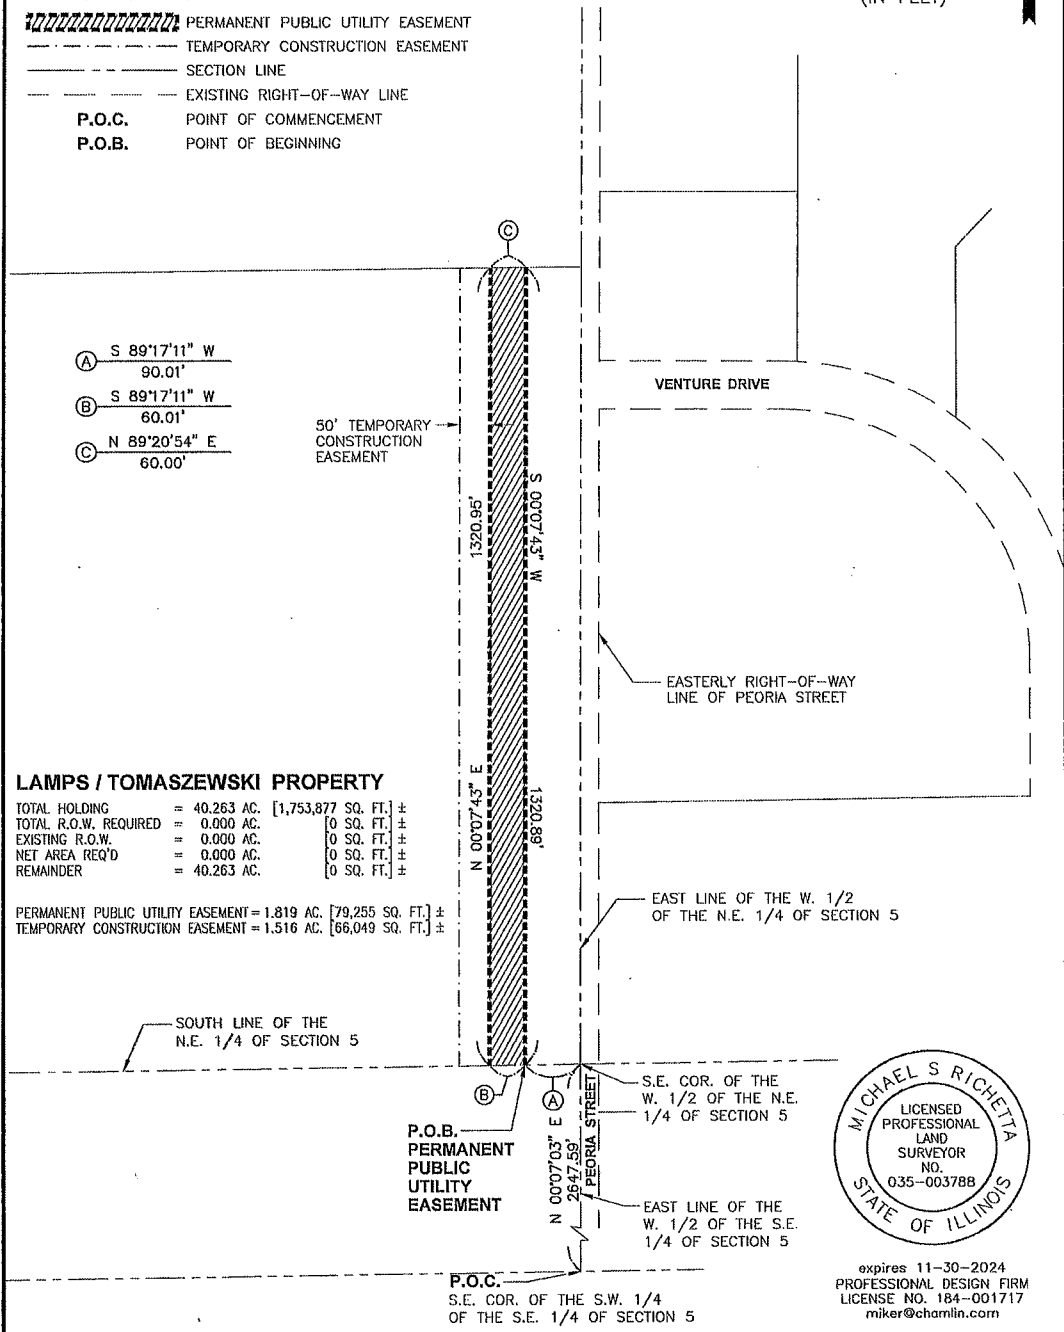 (IN FEET)
PERMANENT PUBLIC UTILITY EASEMENT
TEMPORARY CONSTRUCTION EASEMENT
SECTION LINE
EXISTING RIGHT-OF-WAY LINE
P.O.C. POINT OF COMMENCEMENT
P.O.B. POINT OF BEGINNING
C
A S 89°17'11" W
90.01'
B S 89°17'11" W
60.01'
C N 89°20'54" E
60.00'
VENTURE DRIVE
50' TEMPORARY
CONSTRUCTION
EASEMENT
1320.95'
N 00°07'43" E
S 00°07'43" W
1320.89'
EASTERLY RIGHT-OF-WAY
LINE OF PEORIA STREET
LAMPS / TOMASZEWSKI PROPERTY
TOTAL HOLDING = 40.263 AC. [1,753,877 SQ. FT.] ±
TOTAL R.O.W. REQUIRED = 0.000 AC. [0 SQ. FT.] ±
EXISTING R.O.W. = 0.000 AC. [0 SQ. FT.] ±
NET AREA REQ'D = 0.000 AC. [0 SQ. FT.] ±
REMAINDER = 40.263 AC. [0 SQ. FT.] ±
PERMANENT PUBLIC UTILITY EASEMENT = 1.819 AC. [79,255 SQ. FT.] ±
TEMPORARY CONSTRUCTION EASEMENT = 1.516 AC. [66,049 SQ. FT.] ±
EAST LINE OF THE W. 1/2
OF THE N.E. 1/4 OF SECTION 5
SOUTH LINE OF THE
N.E. 1/4 OF SECTION 5
B
A
S.E. COR. OF THE
W. 1/2 OF THE N.E.
1/4 OF SECTION 5
P.O.B.
PERMANENT
PUBLIC
UTILITY
EASEMENT
N 00°07'03" E
2647.59'
PEORIA STREET
EAST LINE OF THE
W. 1/2 OF THE S.E.
1/4 OF SECTION 5
P.O.C.
S.E. COR. OF THE S.W. 1/4
OF THE S.E. 1/4 OF SECTION 5
MICHAEL S RICHETTA
LICENSED
PROFESSIONAL
LAND
SURVEYOR
NO.
035-003788
STATE OF ILLINOIS
expires 11-30-2024
PROFESSIONAL DESIGN FIRM
LICENSE NO. 184-001717
miker@chamlin.com